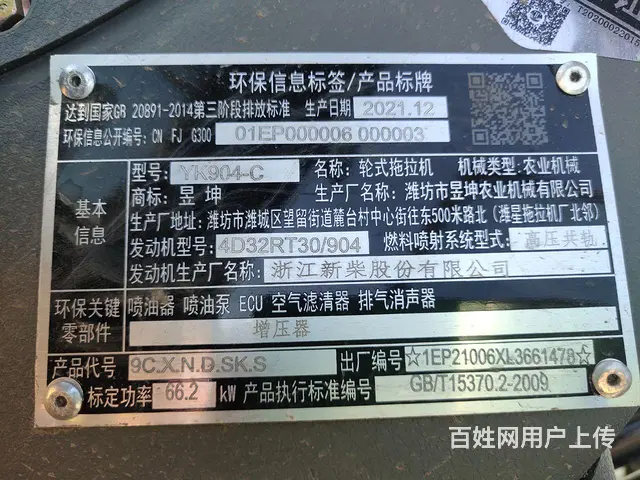 T20200023016
环保信息标签/产品标牌
达到国家GB 20891-2014第三阶段排放标准 生产日期 2021.12
环保信息公开编号: CN FJ G300 01EP000006 000003
基本信息
型号: YK904-C 名称: 轮式拖拉机 机械类型: 农业机械
商标: 昱 坤 生产厂: 潍坊市昱坤农业机械有限公司
生产厂地址: 潍坊市潍城区望留街道麓台村中心街往东500米路北（潍星拖拉机厂北邻）
发动机型号: 4D32RT30/904 燃料喷射系统型式: 高压共轨
发动机生产厂名称: 浙江新柴股份有限公司
环保关键零部件
喷油器 喷油泵 ECU 空气滤清器 排气消声器
增压器
产品代号 9C.X.N.D.SK.S 出厂编号 ☆1EP21006XL3661478☆
标定功率 66.2 kW 产品执行标准编号 GB/T15370.2-2009
百姓网用户上传